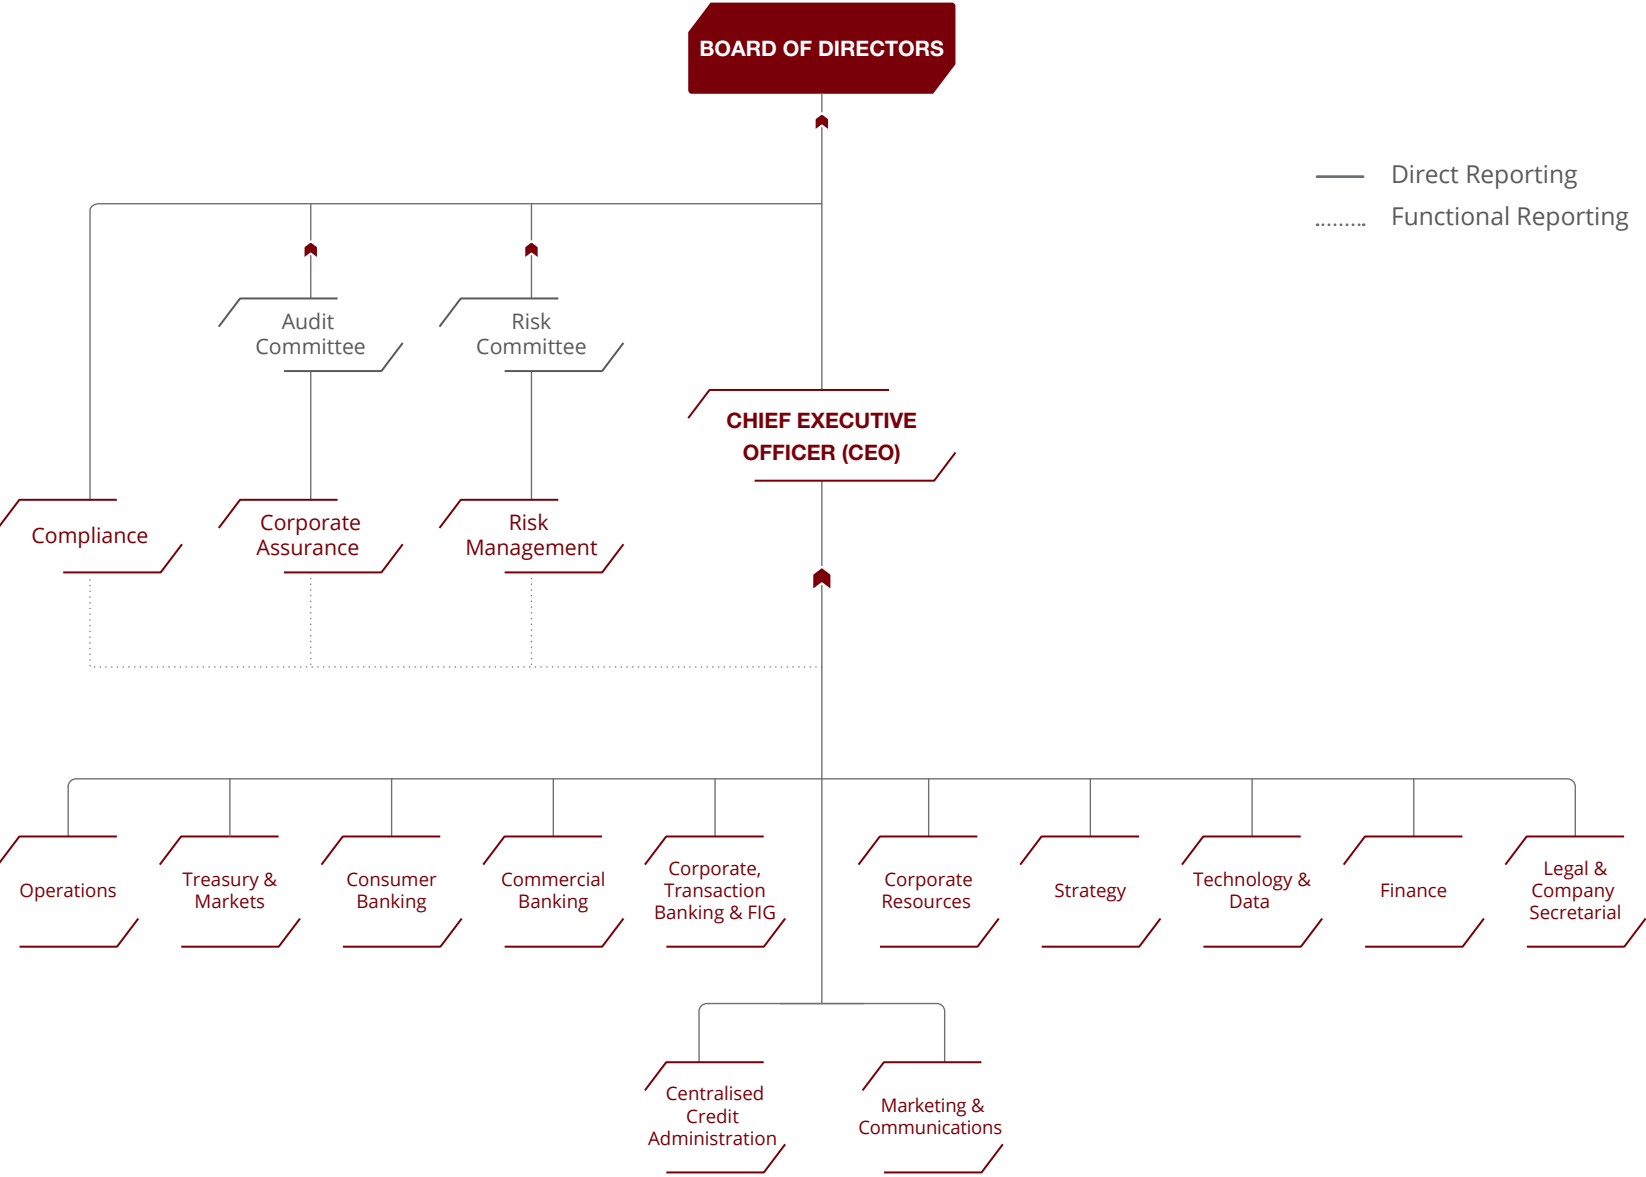 BOARD OF DIRECTORS
Direct Reporting
Functional Reporting
Audit
Committee
Risk
Committee
CHIEF EXECUTIVE
OFFICER (CEO)
Compliance
Corporate
Assurance
Risk
Management
Operations
Treasury &
Markets
Consumer
Banking
Commercial
Banking
Corporate,
Transaction
Banking & FIG
Corporate
Resources
Strategy
Technology &
Data
Finance
Legal &
Company
Secretarial
Centralised
Credit
Administration
Marketing &
Communications